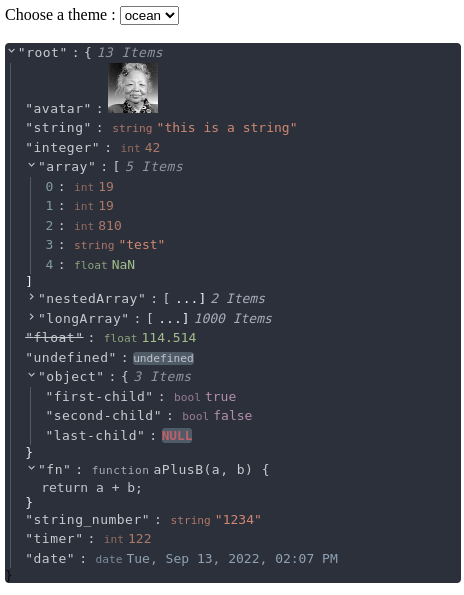 Choose a theme : ocean
"root" : { 13 Items
"avatar" :
"string" : string "this is a string"
"integer" : int 42
"array" : [ 5 Items
0 : int 19
1 : int 19
2 : int 810
3 : string "test"
4 : float NaN
]
"nestedArray" : [ ...] 2 Items
"longArray" : [ ...] 1000 Items
"float" : float 114.514
"undefined" : undefined
"object" : { 3 Items
"first-child" : bool true
"second-child" : bool false
"last-child" : NULL
}
"fn" : function aPlusB(a, b) {
return a + b;
}
"string_number" : string "1234"
"timer" : int 122
"date" : date Tue, Sep 13, 2022, 02:07 PM
}